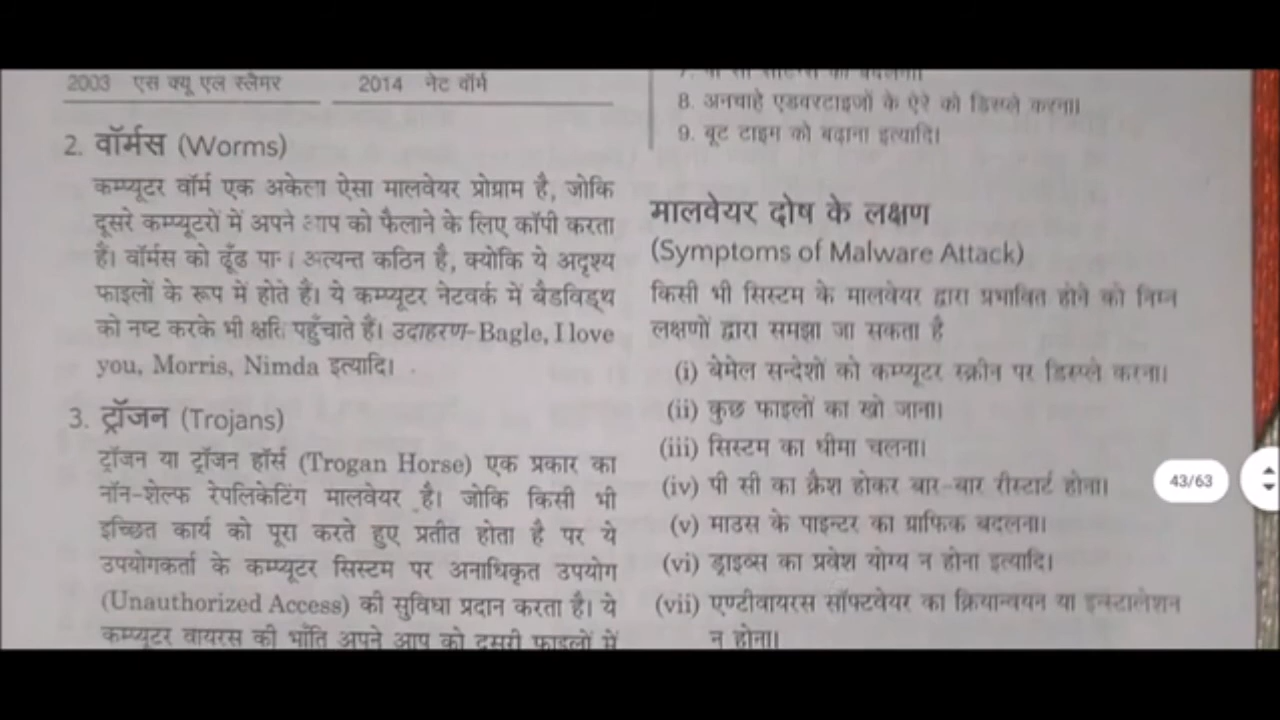 2003 एस क्यू एल स्लैमर
2014 नेट वॉर्म
2. वॉर्मस (Worms)
कम्प्यूटर वॉर्म एक अकेला ऐसा मालवेयर प्रोग्राम है, जोकि
दूसरे कम्प्यूटरों में अपने आप को फैलाने के लिए कॉपी करता
है। वॉर्मस को ढूँढ पाना अत्यन्त कठिन है, क्योकि ये अदृश्य
फाइलों के रूप में होते है। ये कम्प्यूटर नेटवर्क में बैडविड्थ
को नष्ट करके भी क्षति पहुँचाते हैं। उदाहरण-Bagle, I love
you, Morris, Nimda इत्यादि।
3. ट्रॉजन (Trojans)
ट्रॉजन या ट्रॉजन हॉर्स (Trogan Horse) एक प्रकार का
नॉन-शेल्फ रेपलिकेटिंग मालवेयर है। जोकि किसी भी
इच्छित कार्य को पूरा करते हुए प्रतीत होता है पर ये
उपयोगकर्ता के कम्प्यूटर सिस्टम पर अनाधिकृत उपयोग
(Unauthorized Access) की सुविधा प्रदान करता है। ये
कम्प्यूटर वायरस की भाँति अपने आप को दूसरी फाइलों में
8. अनचाहे एडवरटाइजों के ऐरे को डिस्प्ले करना।
9. बूट टाइम को बढ़ाना इत्यादि।
मालवेयर दोष के लक्षण
(Symptoms of Malware Attack)
किसी भी सिस्टम के मालवेयर द्वारा प्रभावित होने को निम्न
लक्षणों द्वारा समझा जा सकता है
(i) बेमेल सन्देशों को कम्प्यूटर स्क्रीन पर डिस्प्ले करना।
(ii) कुछ फाइलों का खो जाना।
(iii) सिस्टम का धीमा चलना।
(iv) पी सी का क्रैश होकर बार-बार रीस्टार्ट होना।
(v) माउस के पाइन्टर का ग्राफिक बदलना।
(vi) ड्राइव्स का प्रवेश योग्य न होना इत्यादि।
(vii) एण्टीवायरस सॉफ्टवेयर का क्रियान्वयन या इन्स्टालेशन
न होना।
43/63